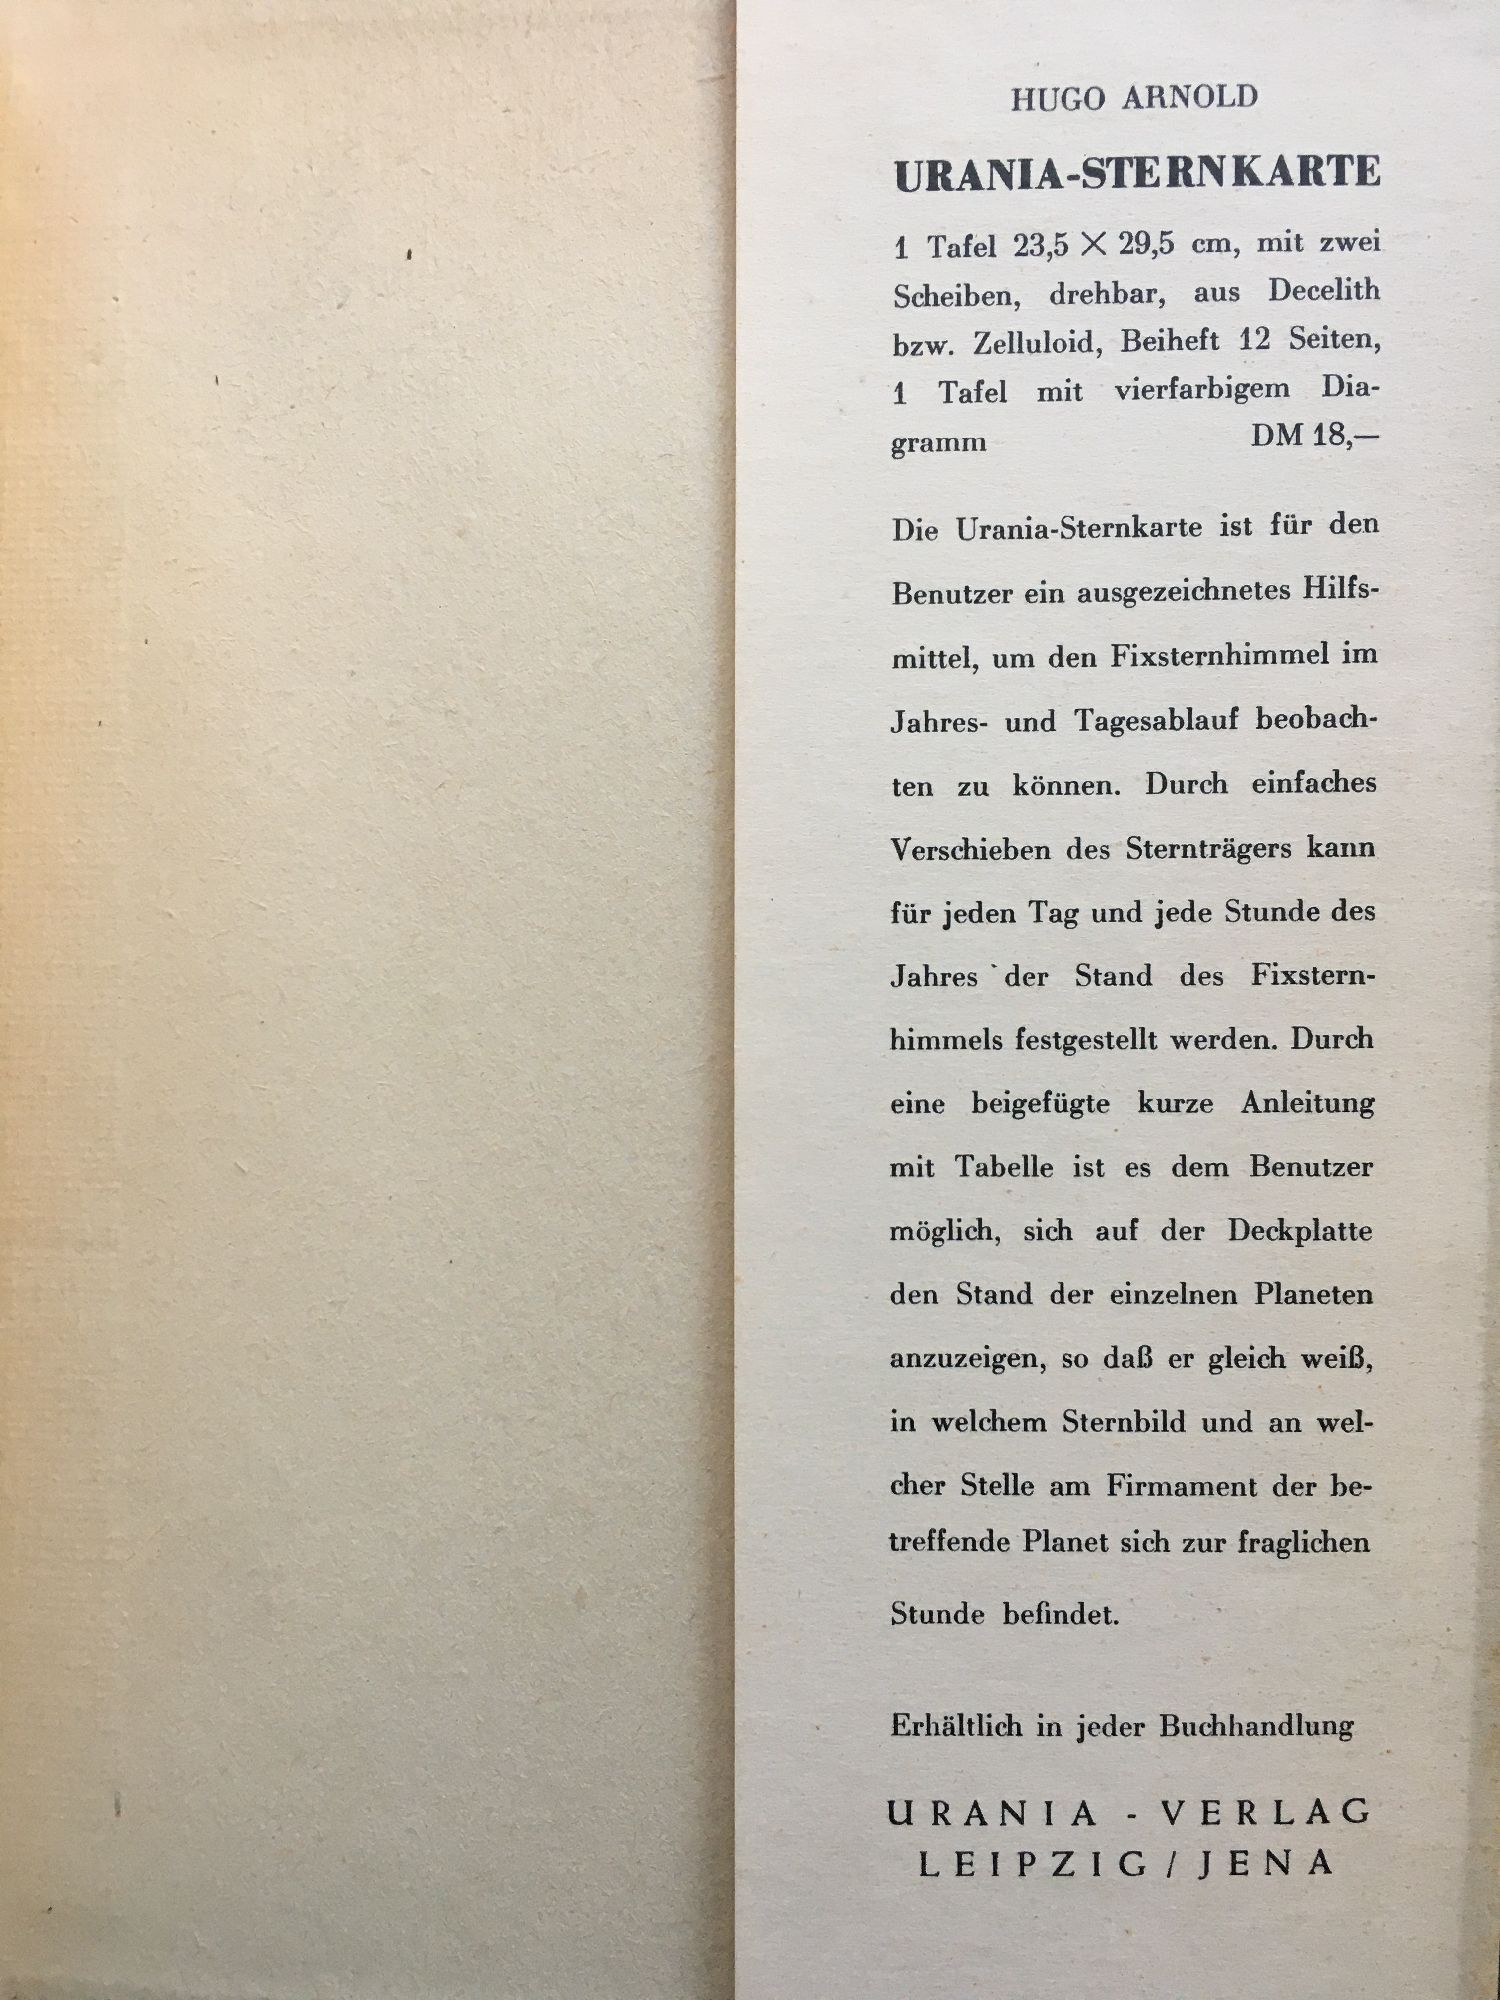 HUGO ARNOLD
URANIA-STERNKARTE
1 Tafel 23,5 × 29,5 cm, mit zwei
Scheiben, drehbar, aus Decelith
bzw. Zelluloid, Beiheft 12 Seiten,
1 Tafel mit vierfarbigem Dia-
gramm DM 18,—
Die Urania-Sternkarte ist für den
Benutzer ein ausgezeichnetes Hilfs-
mittel, um den Fixsternhimmel im
Jahres- und Tagesablauf beobach-
ten zu können. Durch einfaches
Verschieben des Sternträgers kann
für jeden Tag und jede Stunde des
Jahres der Stand des Fixstern-
himmels festgestellt werden. Durch
eine beigefügte kurze Anleitung
mit Tabelle ist es dem Benutzer
möglich, sich auf der Deckplatte
den Stand der einzelnen Planeten
anzuzeigen, so daß er gleich weiß,
in welchem Sternbild und an wel-
cher Stelle am Firmament der be-
treffende Planet sich zur fraglichen
Stunde befindet.
Erhältlich in jeder Buchhandlung
URANIA - VERLAG
LEIPZIG / JENA